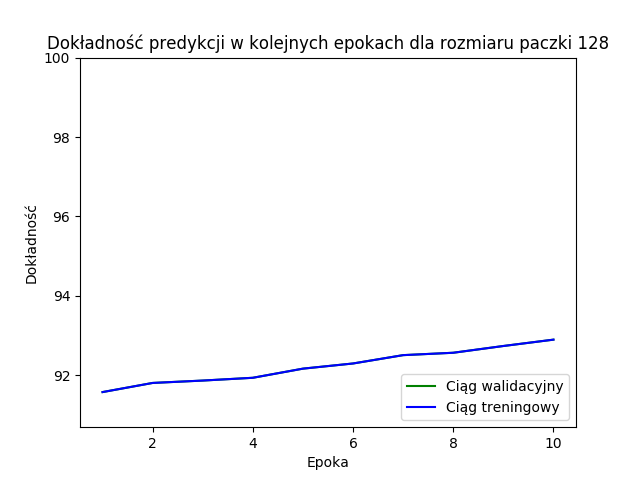 Dokładność predykcji w kolejnych epokach dla rozmiaru paczki 128
100
98
96
94
92
Dokładność
2
4
6
8
10
Epoka
Ciąg walidacyjny
Ciąg treningowy